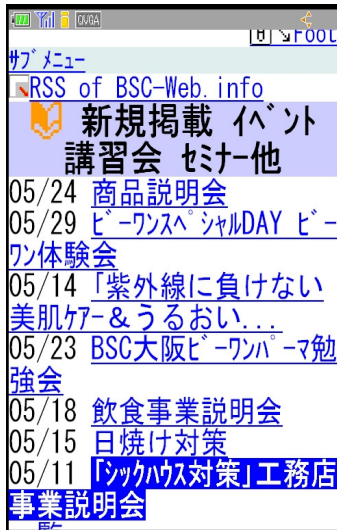 QVGA
サブメニュー
RSS of BSC-Web.info
新規掲載 イベント
講習会 セミナー他
05/24 商品説明会
05/29 ビーワンスペシャルDAY ビー
ワン体験会
05/14 「紫外線に負けない
美肌ケアー&うるおい...
05/23 BSC大阪ビーワンパーマ勉
強会
05/18 飲食事業説明会
05/15 日焼け対策
05/11 「シックハウス対策」工務店
事業説明会